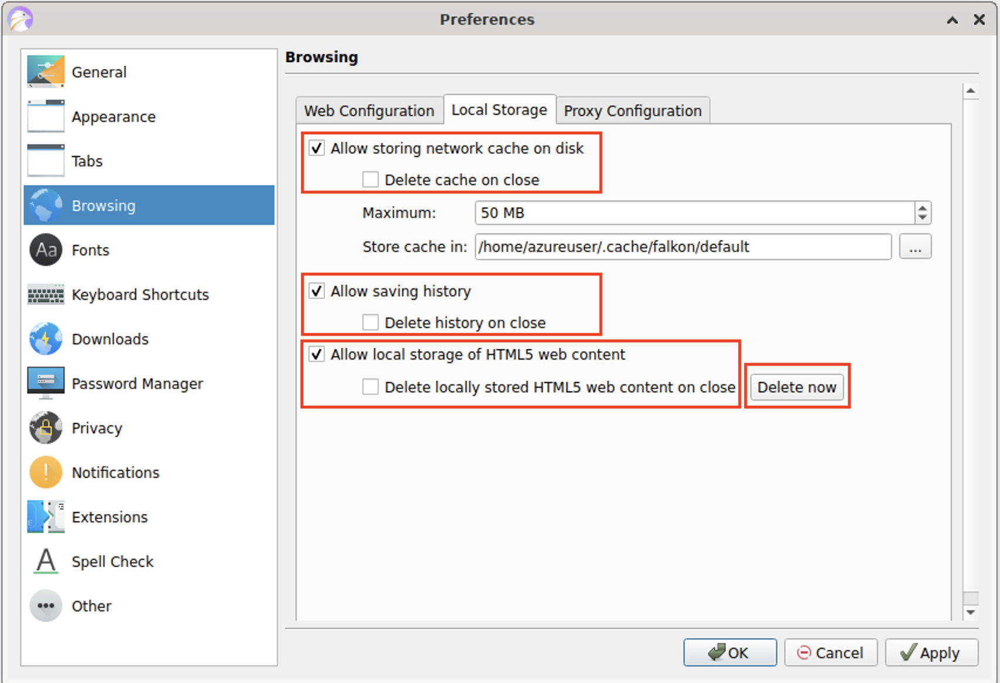 Preferences
General
Appearance
Tabs
Browsing
Aa Fonts
Keyboard Shortcuts
Downloads
Password Manager
Privacy
Notifications
Extensions
Spell Check
Other
Browsing
Web Configuration Local Storage Proxy Configuration
Allow storing network cache on disk
Delete cache on close
Maximum: 50 MB
Store cache in: /home/azureuser/.cache/falkon/default ...
Allow saving history
Delete history on close
Allow local storage of HTML5 web content
Delete locally stored HTML5 web content on close Delete now
OK Cancel Apply